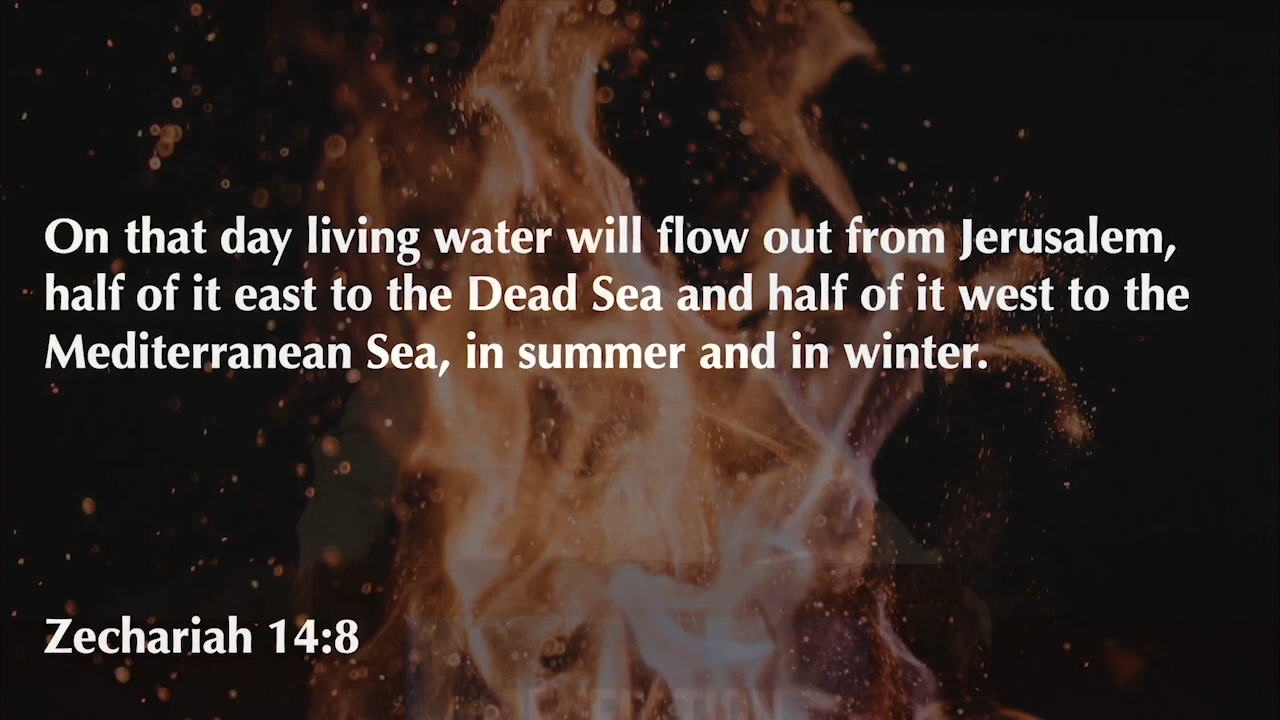 On that day living water will flow out from Jerusalem,
half of it east to the Dead Sea and half of it west to the
Mediterranean Sea, in summer and in winter.
Zechariah 14:8